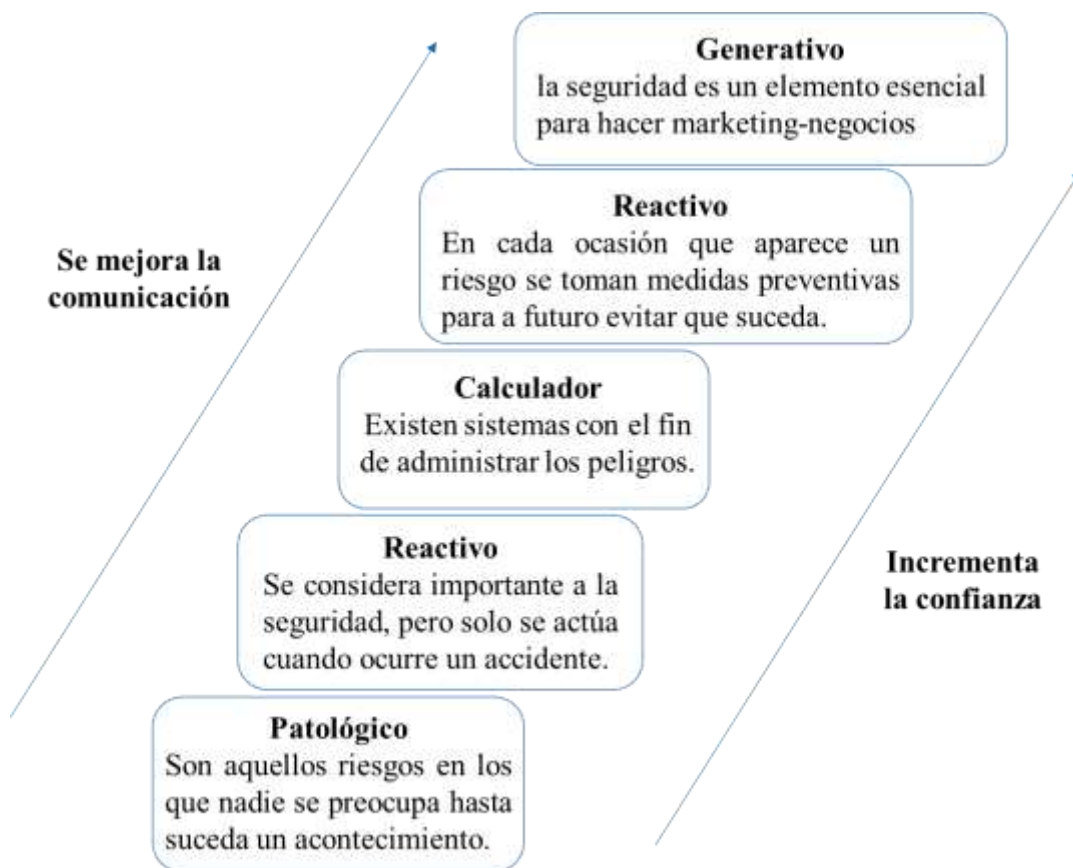 Generativo
la seguridad es un elemento esencial
para hacer marketing-negocios
Reactivo
En cada ocasión que aparece un
riesgo se toman medidas preventivas
para a futuro evitar que suceda.
Se mejora la
comunicación
Calculador
Existen sistemas con el fin
de administrar los peligros.
Reactivo
Se considera importante a la
seguridad, pero solo se actúa
cuando ocurre un accidente.
Incrementa
la confianza
Patológico
Son aquellos riesgos en los
que nadie se preocupa hasta
suceda un acontecimiento.